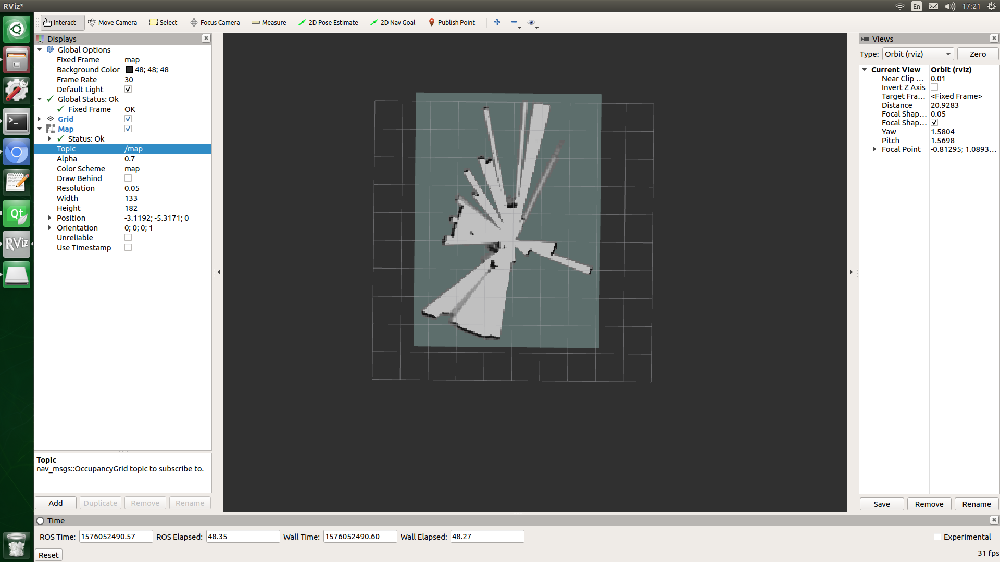 RViz*
En
17:21
Interact
Move Camera
Select
Focus Camera
Measure
2D Pose Estimate
2D Nav Goal
Publish Point
Displays
Global Options
Fixed Frame map
Background Color 48; 48; 48
Frame Rate 30
Default Light
Global Status: Ok
Fixed Frame OK
Grid
Map
Status: Ok
Topic /map
Alpha 0.7
Color Scheme map
Draw Behind
Resolution 0.05
Width 133
Height 182
Position -3.1192; -5.3171; 0
Orientation 0; 0; 0; 1
Unreliable
Use Timestamp
Topic
nav_msgs::OccupancyGrid topic to subscribe to.
Add Duplicate Remove Rename
Views
Type: Orbit (rviz) Zero
Current View Orbit (rviz)
Near Clip ... 0.01
Invert Z Axis
Target Fra... <Fixed Frame>
Distance 20.9283
Focal Shap... 0.05
Focal Shap...
Yaw 1.5804
Pitch 1.5698
Focal Point -0.81295; 1.0893...
Save Remove Rename
Time
ROS Time: 1576052490.57 ROS Elapsed: 48.35 Wall Time: 1576052490.60 Wall Elapsed: 48.27
Experimental
Reset
31 fps
Qt
RViz